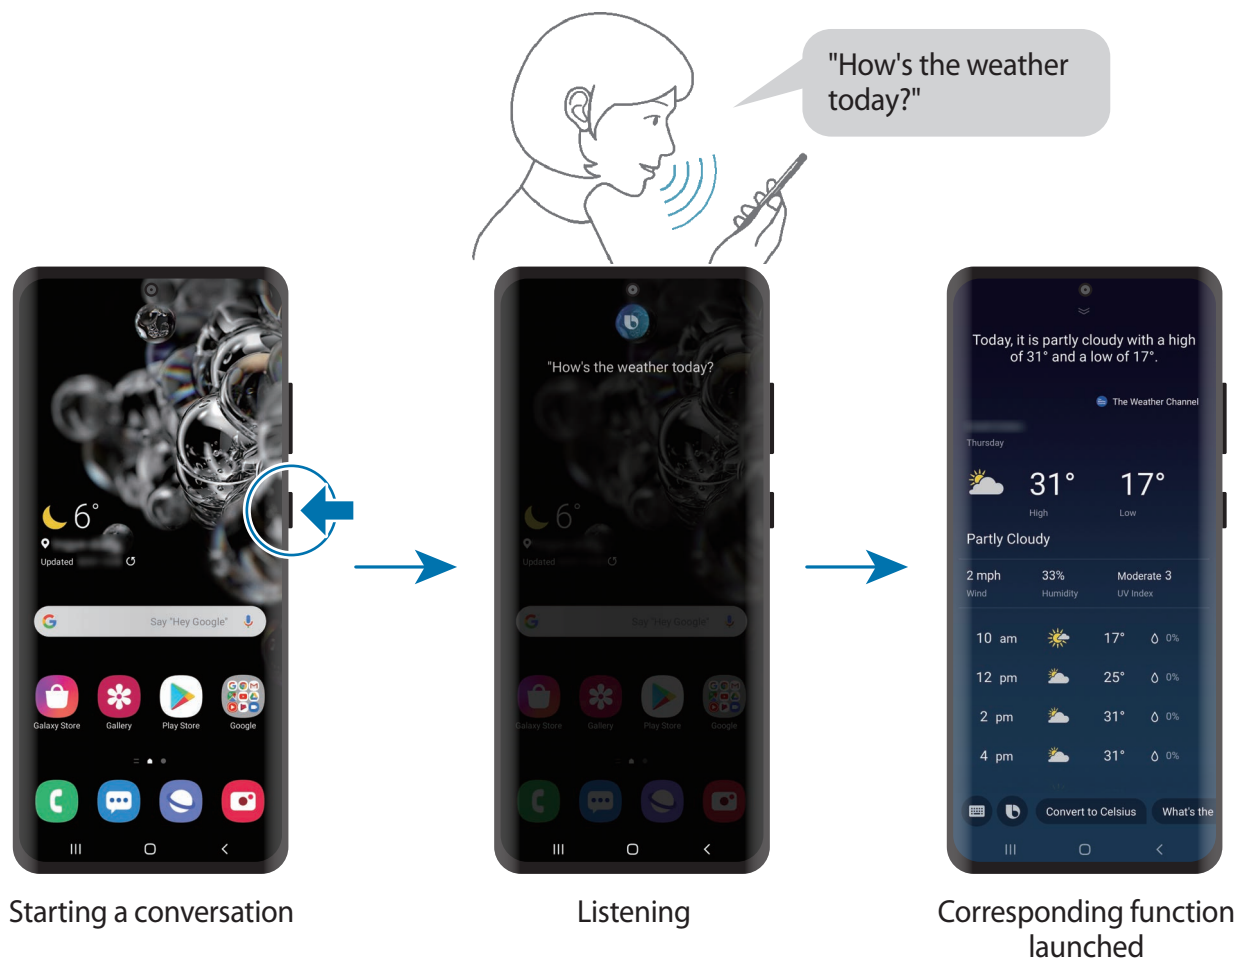 "How's the weather
today?"
6°
Updated
Say "Hey Google"
Galaxy Store
Gallery
Play Store
Google
Starting a conversation
"How's the weather today?
6°
Updated
Say "Hey Google"
Galaxy Store
Gallery
Play Store
Google
Listening
Today, it is partly cloudy with a high
of 31° and a low of 17°.
The Weather Channel
Thursday
31° 17°
High Low
Partly Cloudy
2 mph 33% Moderate 3
Wind Humidity UV Index
10 am 17° 0%
12 pm 25° 0%
2 pm 31° 0%
4 pm 31° 0%
Convert to Celsius What's the
Corresponding function
launched